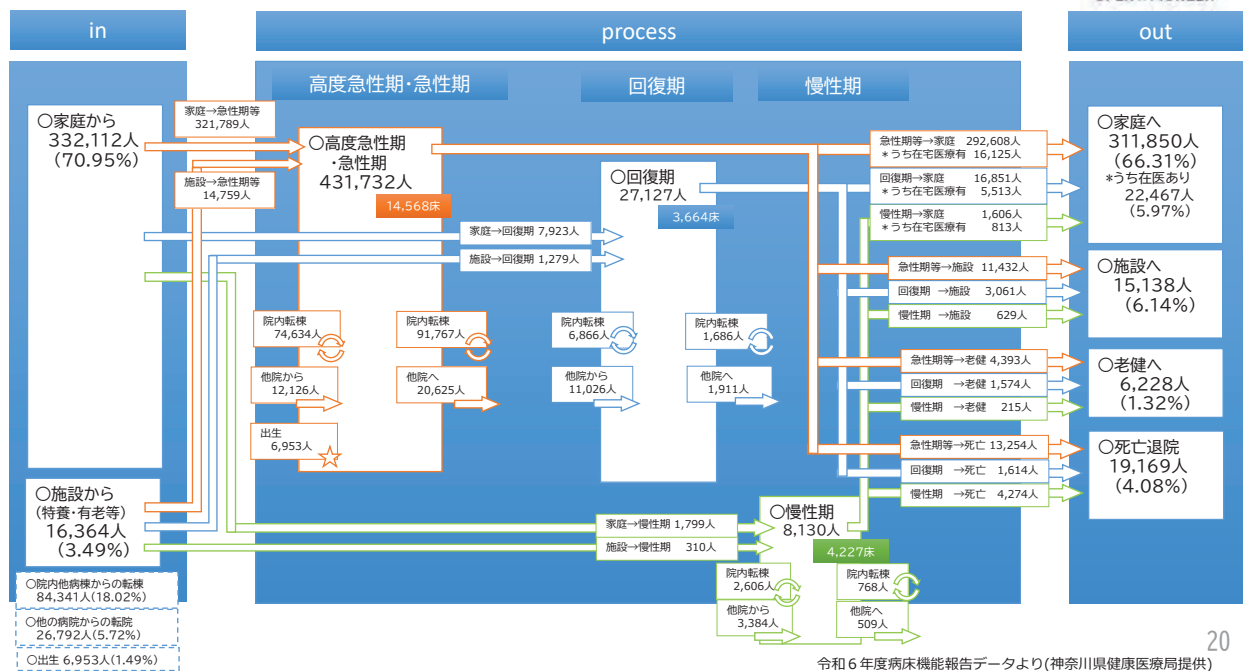 in
process
out
高度急性期・急性期
回復期
慢性期
○家庭から
332,112人
(70.95%)
家庭→急性期等
321,789人
施設→急性期等
14,759人
○高度急性期
・急性期
431,732人
14,568床
○回復期
27,127人
3,664床
家庭→回復期 7,923人
施設→回復期 1,279人
院内転棟
74,634人
他院から
12,126人
出生
6,953人
院内転棟
91,767人
他院へ
20,625人
院内転棟
6,866人
他院から
11,026人
院内転棟
1,686人
他院へ
1,911人
急性期等→家庭 292,608人
*うち在宅医療有 16,125人
回復期→家庭 16,851人
*うち在宅医療有 5,513人
慢性期→家庭 1,606人
*うち在宅医療有 813人
急性期等→施設 11,432人
回復期 →施設 3,061人
慢性期 →施設 629人
急性期等→老健 4,393人
回復期 →老健 1,574人
慢性期 →老健 215人
急性期等→死亡 13,254人
回復期 →死亡 1,614人
慢性期 →死亡 4,274人
○家庭へ
311,850人
(66.31%)
*うち在医あり
22,467人
(5.97%)
○施設へ
15,138人
(6.14%)
○老健へ
6,228人
(1.32%)
○死亡退院
19,169人
(4.08%)
○施設から
(特養・有老等)
16,364人
(3.49%)
家庭→慢性期 1,799人
施設→慢性期 310人
○慢性期
8,130人
4,227床
院内転棟
2,606人
他院から
3,384人
院内転棟
768人
他院へ
509人
○院内他病棟からの転棟
84,341人(18.02%)
○他の病院からの転院
26,792人(5.72%)
○出生 6,953人(1.49%)
20
令和6年度病床機能報告データより(神奈川県健康医療局提供)